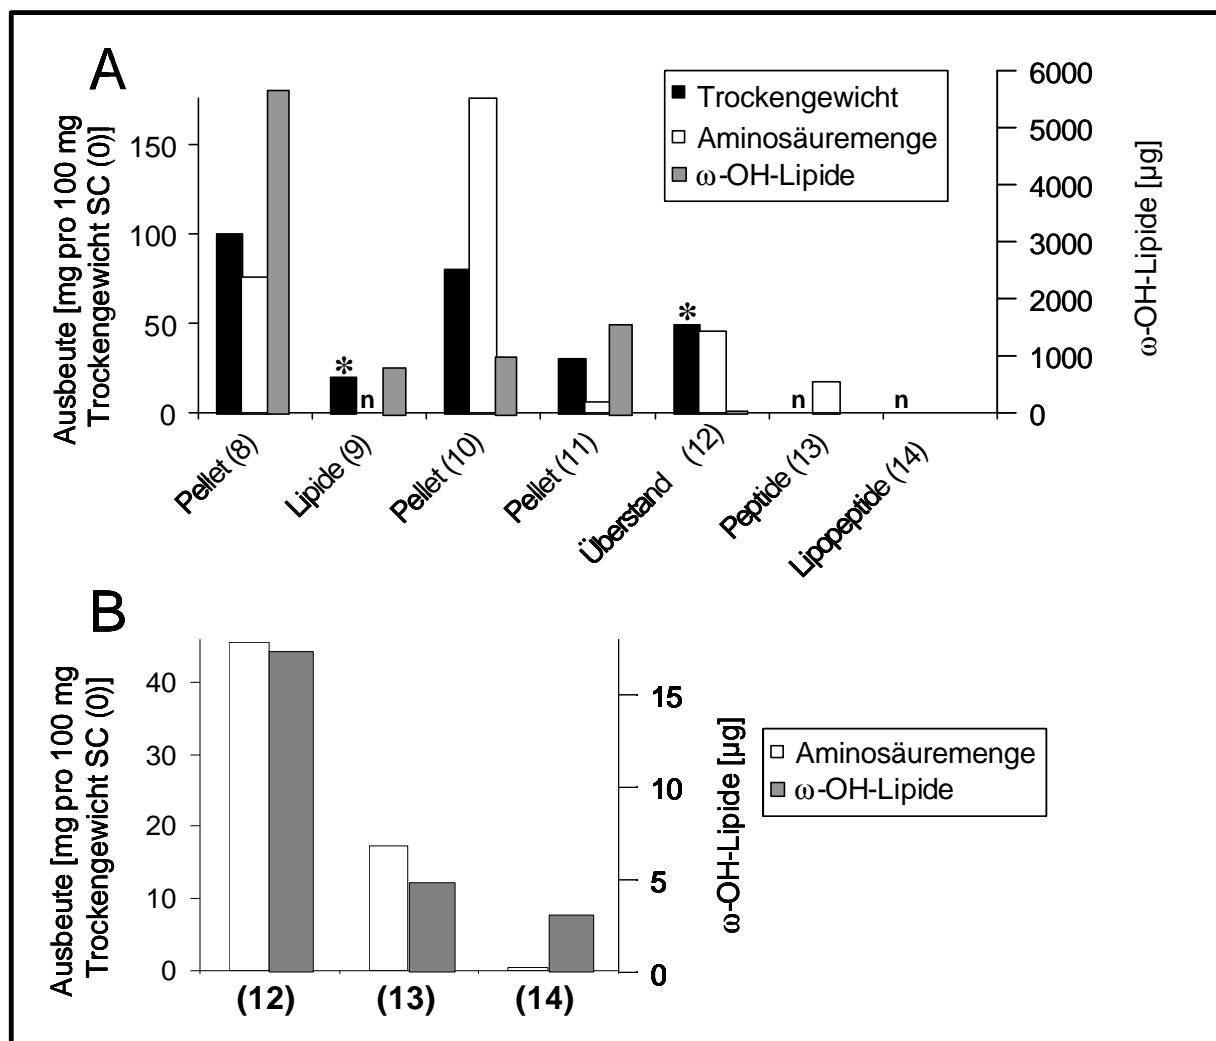 A
Ausbeute [mg pro 100 mg
Trockengewicht SC (0)]
150
100
50
0
Trockengewicht
Aminosäuremenge
ω-OH-Lipide
6000
5000
4000
3000
2000
1000
0
ω-OH-Lipide [µg]
*
n
*
n
n
Pellet (8)
Lipide (9)
Pellet (10)
Pellet (11)
Überstand (12)
Peptide (13)
Lipopeptide (14)
B
Ausbeute [mg pro 100 mg
Trockengewicht SC (0)]
40
30
20
10
0
15
10
5
0
ω-OH-Lipide [µg]
Aminosäuremenge
ω-OH-Lipide
(12)
(13)
(14)